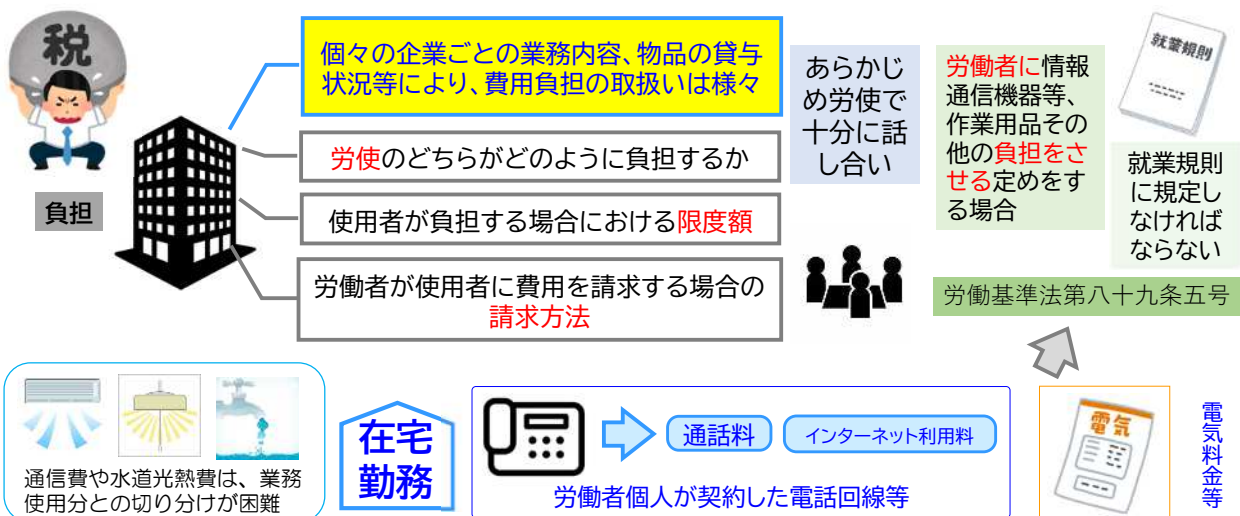 税
負担
個々の企業ごとの業務内容、物品の貸与
状況等により、費用負担の取扱いは様々
労使のどちらがどのように負担するか
使用者が負担する場合における限度額
労働者が使用者に費用を請求する場合の
請求方法
あらかじ
め労使で
十分に話
し合い
労働者に情報
通信機器等、
作業用品その
他の負担をさ
せる定めをす
る場合
就業規則
就業規則
に規定し
なければ
ならない
労働基準法第八十九条五号
通信費や水道光熱費は、業務
使用分との切り分けが困難
在宅
勤務
通話料
インターネット利用料
労働者個人が契約した電話回線等
電気
電気料金等